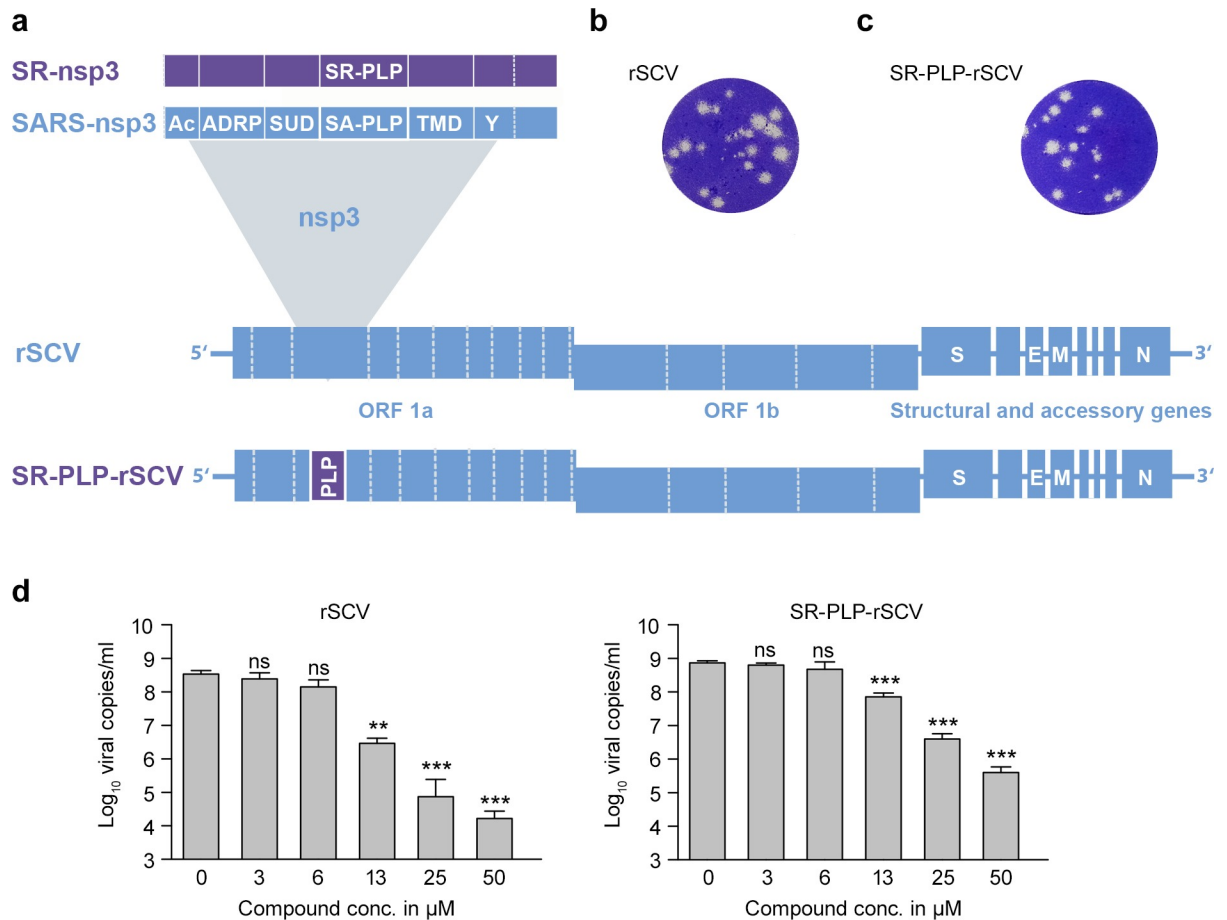 a
b
c
SR-nsp3
SR-PLP
SARS-nsp3
Ac ADRP SUD SA-PLP TMD Y
nsp3
rSCV
SR-PLP-rSCV
rSCV 5‘ S E M N 3‘
ORF 1a ORF 1b Structural and accessory genes
SR-PLP-rSCV 5‘ PLP S E M N 3‘
d
rSCV
Log10 viral copies/ml
10
9
8
7
6
5
4
3
ns ns ** *** ***
0 3 6 13 25 50
Compound conc. in µM
SR-PLP-rSCV
Log10 viral copies/ml
10
9
8
7
6
5
4
3
ns ns *** *** ***
0 3 6 13 25 50
Compound conc. in µM